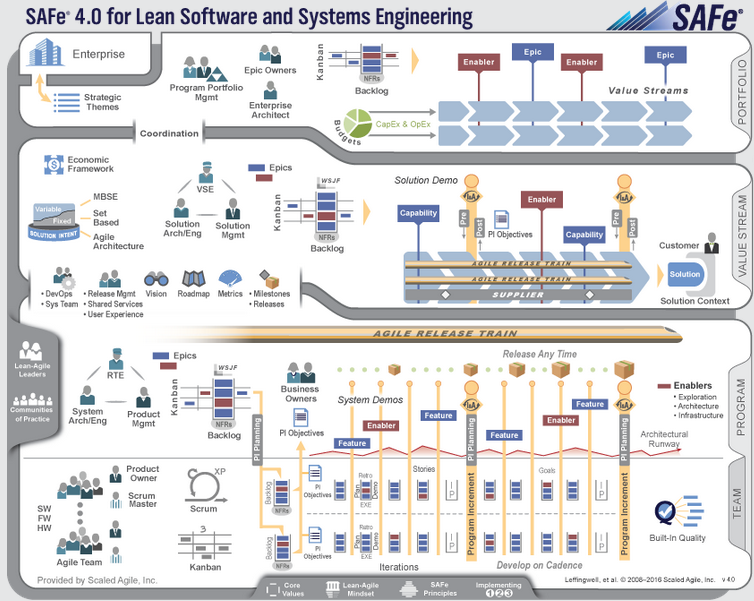 SAFe® 4.0 for Lean Software and Systems Engineering
SAFe®
Enterprise
Strategic
Themes
Program Portfolio
Mgmt
Epic Owners
Enterprise
Architect
Kanban
NFRs
Backlog
Enabler
Epic
Enabler
Epic
Value Streams
Budgets
CapEx & OpEx
PORTFOLIO
Coordination
Economic
Framework
MBSE
Variable
Fixed
Set
Based
SOLUTION INTENT
Agile
Architecture
VSE
Solution
Arch/Eng
Solution
Mgmt
Epics
Kanban
WSJF
NFRs
Backlog
Solution Demo
I&A
I&A
Capability
Pre
Post
PI Objectives
Enabler
Capability
Pre
Post
Customer
AGILE RELEASE TRAIN
AGILE RELEASE TRAIN
SUPPLIER
Solution
Solution Context
VALUE STREAM
• DevOps
• Sys Team
• Release Mgmt
• Shared Services
• User Experience
Vision
Roadmap
Metrics
• Milestones
• Releases
AGILE RELEASE TRAIN
Lean-Agile
Leaders
Communities
of Practice
RTE
System
Arch/Eng
Product
Mgmt
Epics
Kanban
WSJF
NFRs
Backlog
Business
Owners
PI Objectives
PI Planning
Release Any Time
System Demos
Feature
Enabler
Feature
I&A
PI Planning
Feature
Enabler
Feature
I&A
PI Planning
Enablers
• Exploration
• Architecture
• Infrastructure
Architectural
Runway
PROGRAM
SW
FW
HW
Agile Team
Product
Owner
Scrum
Master
XP
Scrum
3
Kanban
Backlog
NFRs
Backlog
NFRs
PI
Objectives
PI
Objectives
Plan
Retro
Demo
EXE
Stories
I P
Program Increment
Goals
I P
Program Increment
Plan
Retro
Demo
EXE
I P
I P
Iterations
Develop on Cadence
Built-In Quality
TEAM
Provided by Scaled Agile, Inc.
Leffingwell, et al. © 2008–2016 Scaled Agile, Inc.
v 4.0
Core
Values
Lean-Agile
Mindset
SAFe
Principles
Implementing
123